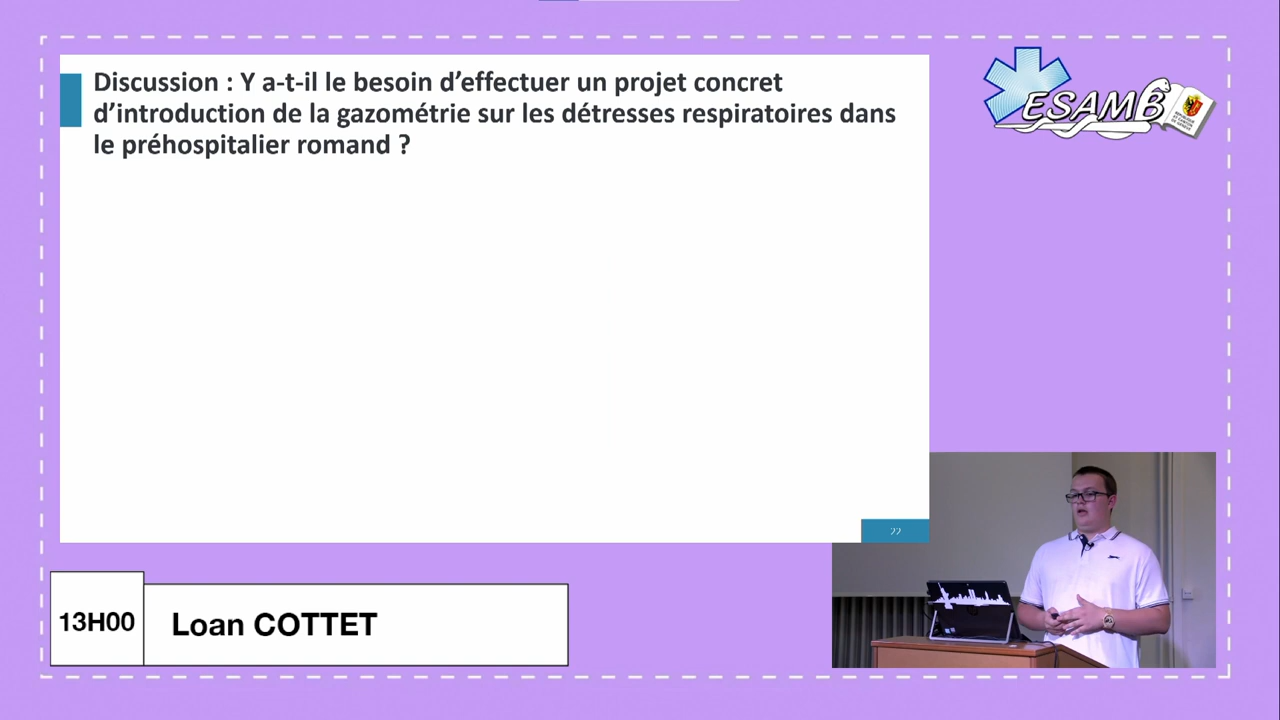 Discussion : Y a-t-il le besoin d’effectuer un projet concret
d’introduction de la gazométrie sur les détresses respiratoires dans
le préhospitalier romand ?
ESAMB
22
13H00
Loan COTTET